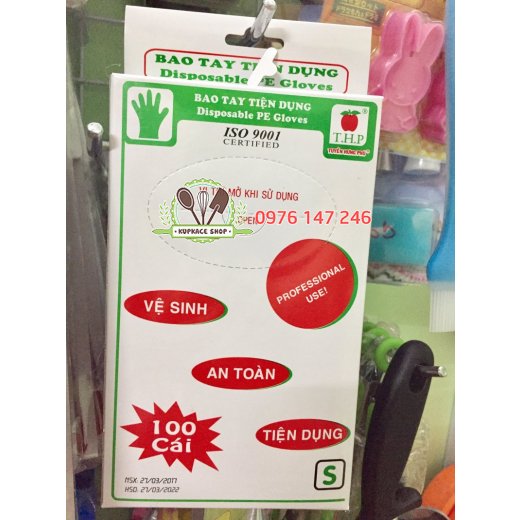 BAO TAY TIỆN DỤNG
Disposable PE Gloves
BAO TAY TIỆN DỤNG
Disposable PE Gloves
ISO 9001
CERTIFIED
T.H.P
®
MỞ KHI SỬ DỤNG
KUPKACE SHOP
0976 147 246
PROFESSIONAL
USE!
VỆ SINH
AN TOÀN
100
Cái
TIỆN DỤNG
S
NSX: 27/03/2017
HSD: 27/03/2022